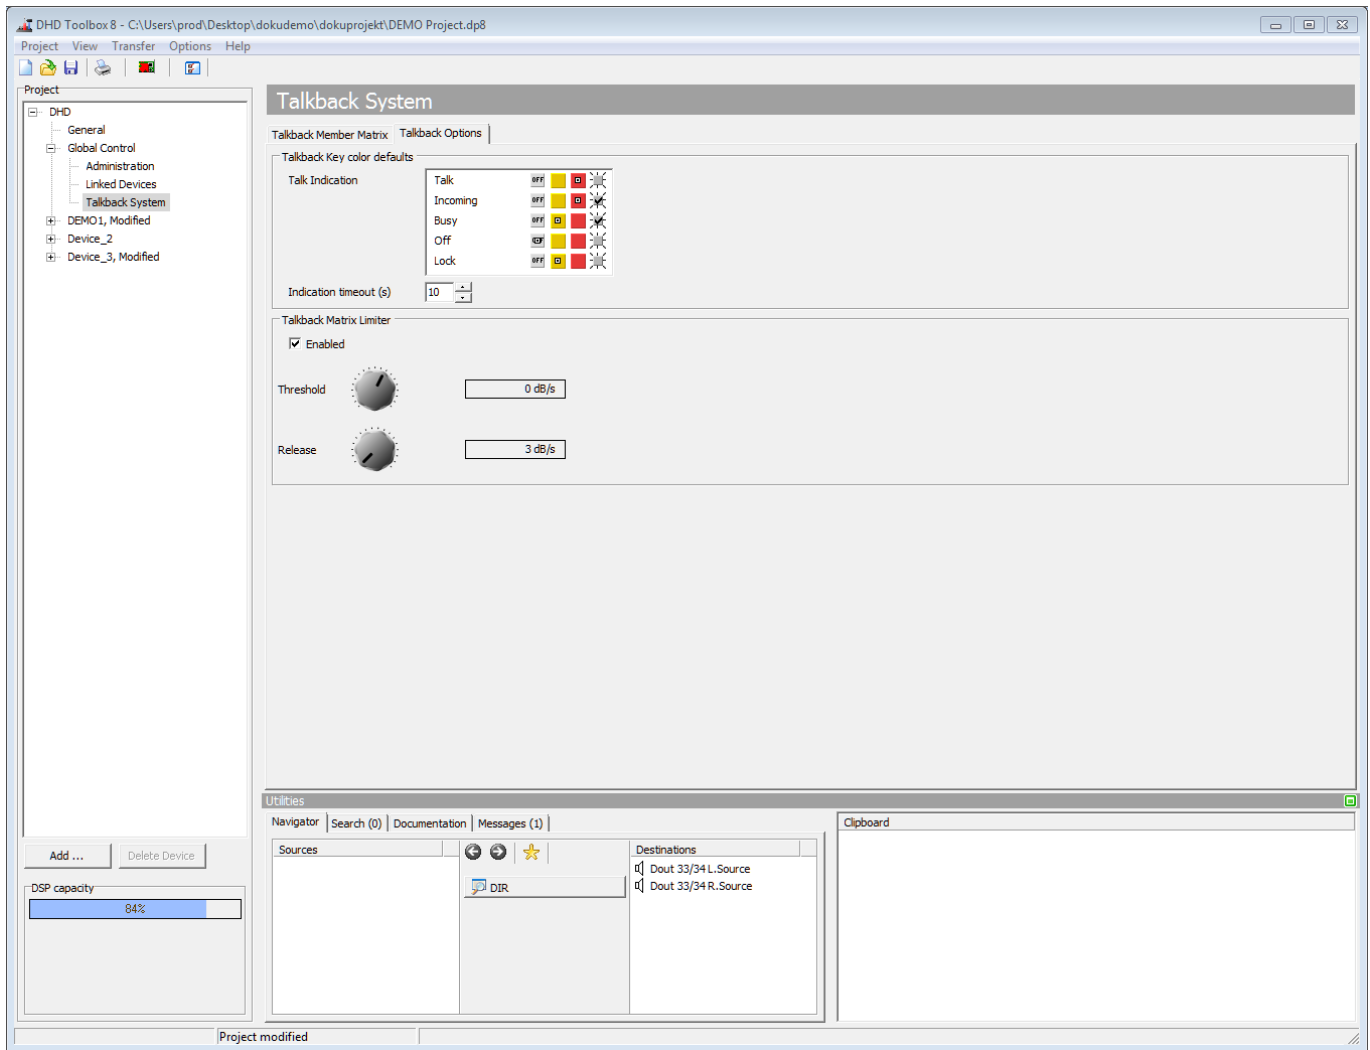 DHD Toolbox 8 - C:\Users\prod\Desktop\dokudemo\dokuprojekt\DEMO Project.dp8
Project View Transfer Options Help
Project
DHD
General
Global Control
Administration
Linked Devices
Talkback System
DEMO1, Modified
Device_2
Device_3, Modified
Add ...
Delete Device
DSP capacity
84%
Talkback System
Talkback Member Matrix
Talkback Options
Talkback Key color defaults
Talk Indication
Talk OFF
Incoming OFF
Busy OFF
Off
Lock OFF
Indication timeout (s) 10
Talkback Matrix Limiter
Enabled
Threshold 0 dB/s
Release 3 dB/s
Utilities
Navigator Search (0) Documentation Messages (1)
Sources
DIR
Destinations
Dout 33/34 L.Source
Dout 33/34 R.Source
Clipboard
Project modified